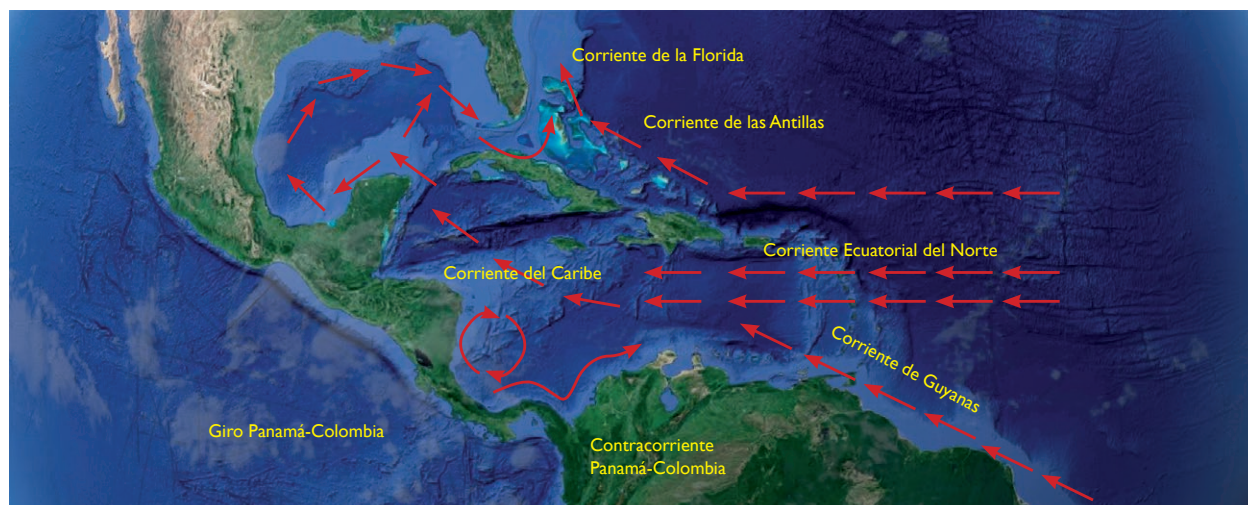 Corriente de la Florida
Corriente de las Antillas
Corriente Ecuatorial del Norte
Corriente del Caribe
Corriente de Guyanas
Giro Panamá-Colombia
Contracorriente
Panamá-Colombia